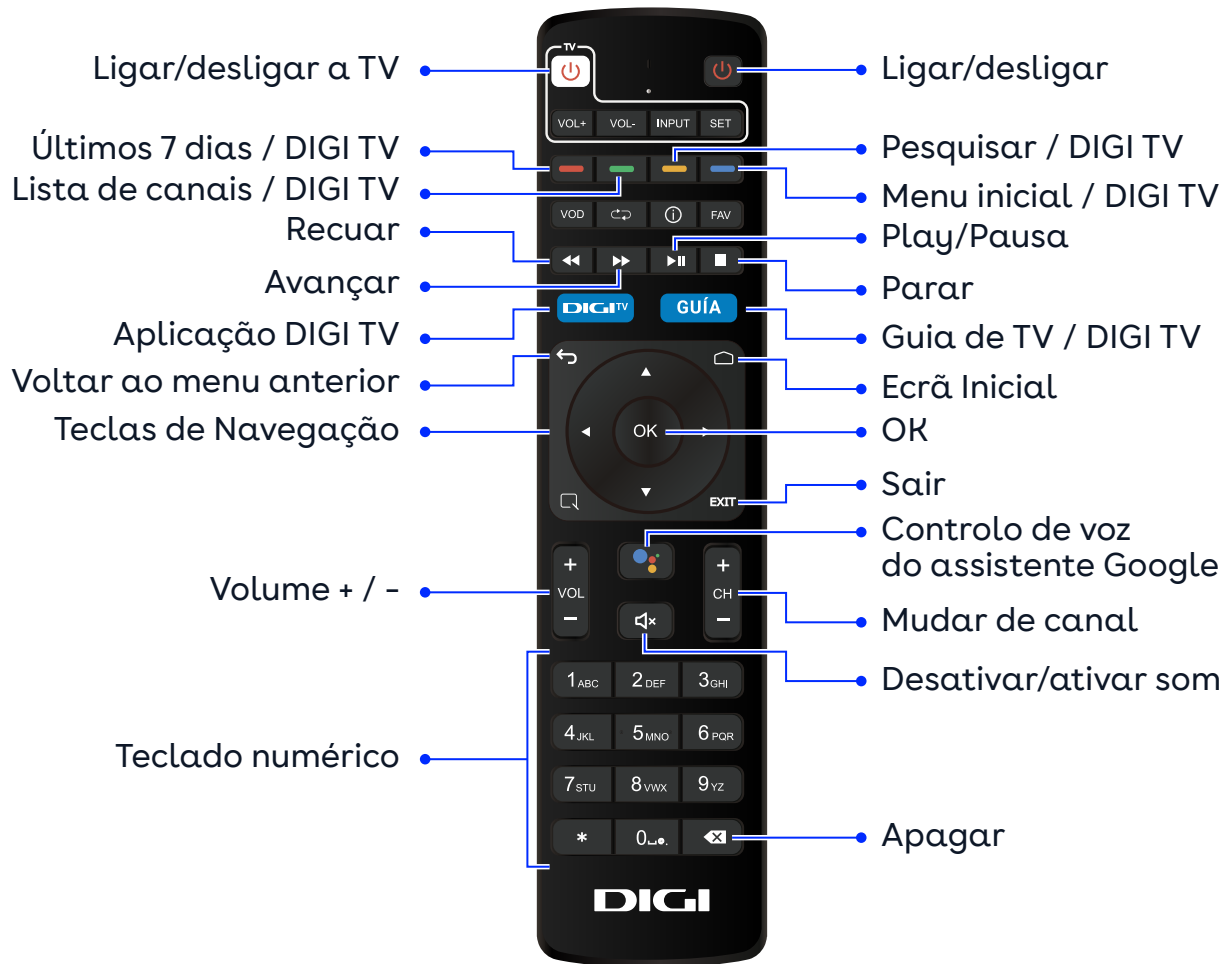 TV
Ligar/desligar a TV
Ligar/desligar
VOL+ VOL- INPUT SET
Últimos 7 dias / DIGI TV
Pesquisar / DIGI TV
Lista de canais / DIGI TV
Menu inicial / DIGI TV
VOD FAV
Recuar
Play/Pausa
Avançar
Parar
DIGI TV GUÍA
Aplicação DIGI TV
Guia de TV / DIGI TV
Voltar ao menu anterior
Ecrã Inicial
Teclas de Navegação
OK
OK
EXIT
Sair
Controlo de voz
do assistente Google
+ +
Volume + / -
VOL CH
- -
Mudar de canal
Desativar/ativar som
1 ABC 2 DEF 3 GHI
4 JKL 5 MNO 6 PQR
Teclado numérico
7 STU 8 VWX 9 YZ
* 0
Apagar
DIGI